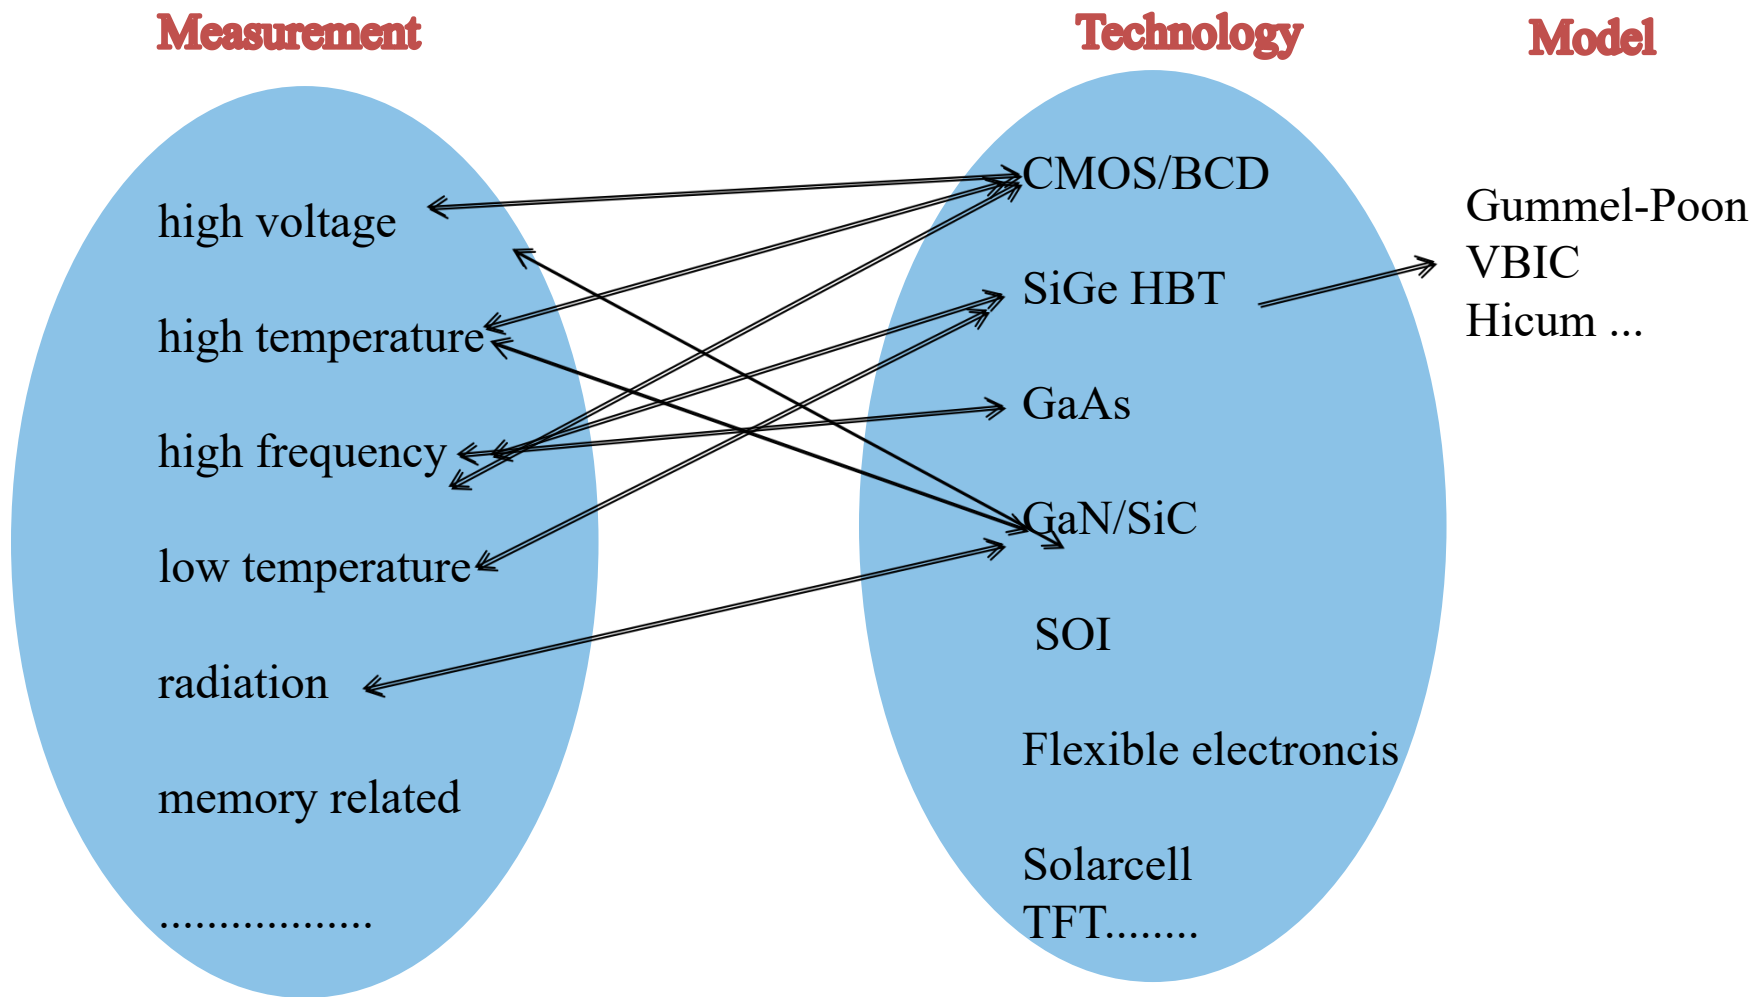 Measurement
Technology
Model
high voltage
high temperature
high frequency
low temperature
radiation
memory related
..................
CMOS/BCD
SiGe HBT
GaAs
GaN/SiC
SOI
Flexible electroncis
Solarcell
TFT........
Gummel-Poon
VBIC
Hicum ...